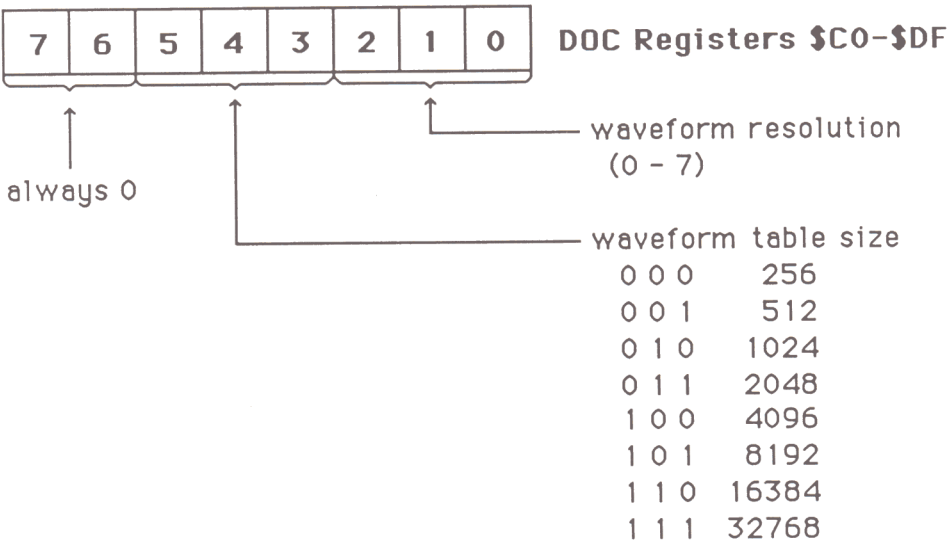 7 6 5 4 3 2 1 0 DOC Registers $C0-$DF
waveform resolution
(0 - 7)
always 0
waveform table size
0 0 0 256
0 0 1 512
0 1 0 1024
0 1 1 2048
1 0 0 4096
1 0 1 8192
1 1 0 16384
1 1 1 32768